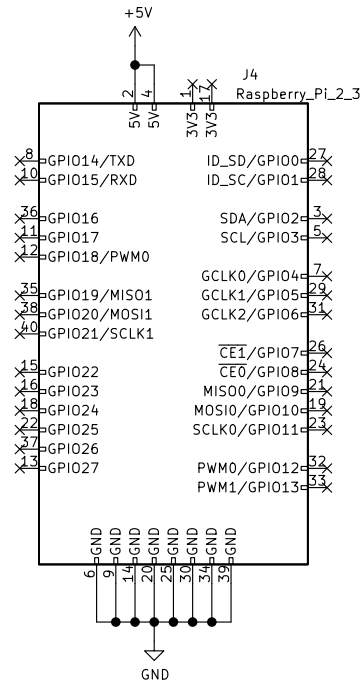 +5V
J4
Raspberry_Pi_2_3
2 4 1 17
5V 5V 3V3 3V3
8 GPIO14/TXD ID_SD/GPIO0 27
10 GPIO15/RXD ID_SC/GPIO1 28
36 GPIO16 SDA/GPIO2 3
11 GPIO17 SCL/GPIO3 5
12 GPIO18/PWM0
GCLK0/GPIO4 7
35 GPIO19/MISO1 GCLK1/GPIO5 29
38 GPIO20/MOSI1 GCLK2/GPIO6 31
40 GPIO21/SCLK1
CE1/GPIO7 26
15 GPIO22 CE0/GPIO8 24
16 GPIO23 MISO0/GPIO9 21
18 GPIO24 MOSI0/GPIO10 19
22 GPIO25 SCLK0/GPIO11 23
37 GPIO26
13 GPIO27 PWM0/GPIO12 32
PWM1/GPIO13 33
GND GND GND GND GND GND GND GND
6 9 14 20 25 30 34 39
GND